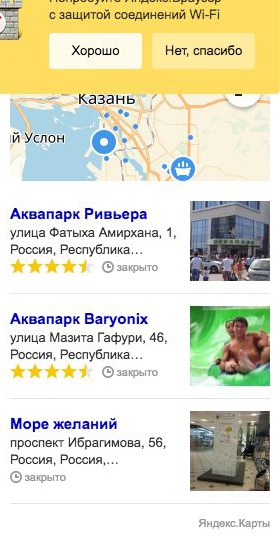 Попробуйте Яндекс.Браузер
с защитой соединений Wi-Fi
Хорошо
Нет, спасибо
Казань
ий Услон
Аквапарк Ривьера
улица Фатыха Амирхана, 1,
Россия, Республика...
закрыто
Аквапарк Baryonix
улица Мазита Гафури, 46,
Россия, Республика...
закрыто
Море желаний
проспект Ибрагимова, 56,
Россия, Россия,...
закрыто
Яндекс.Карты